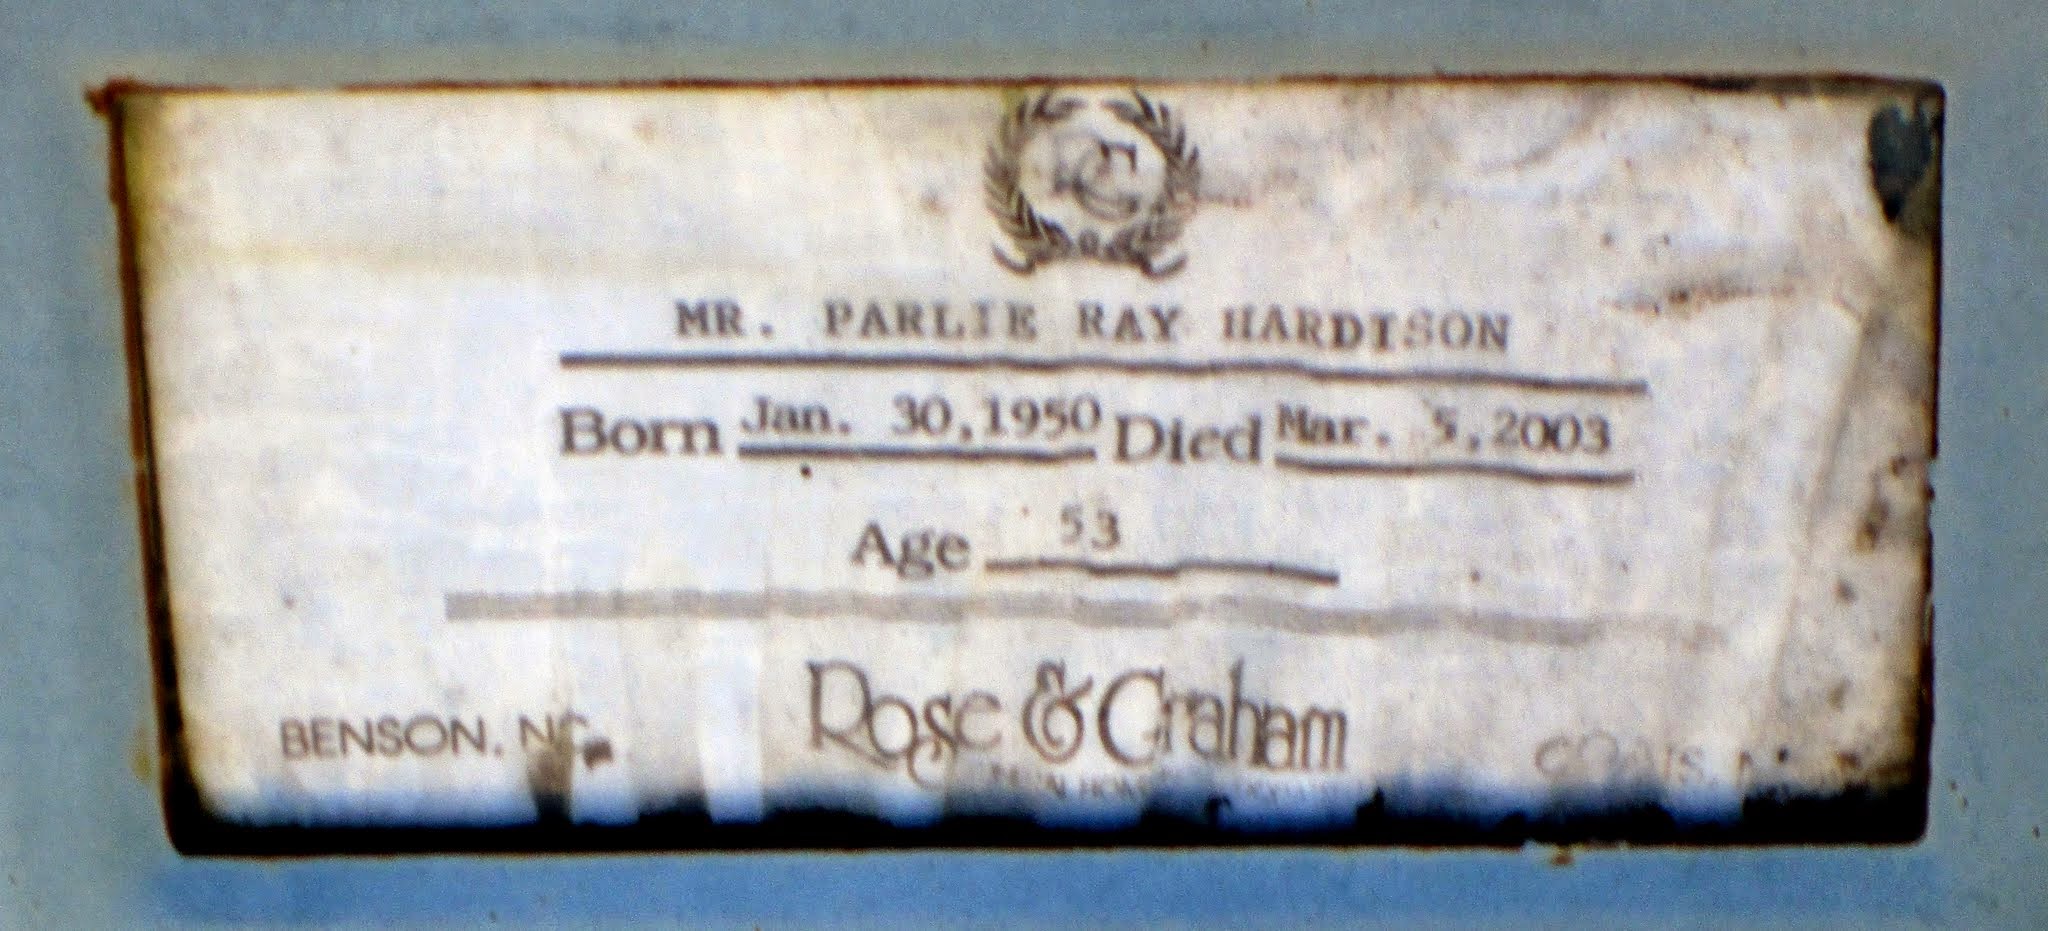 MR. PARLIE RAY HARDISON
Born Jan. 30,1950 Died Mar. 5,2003
Age 53
BENSON, NC
Rose & Graham